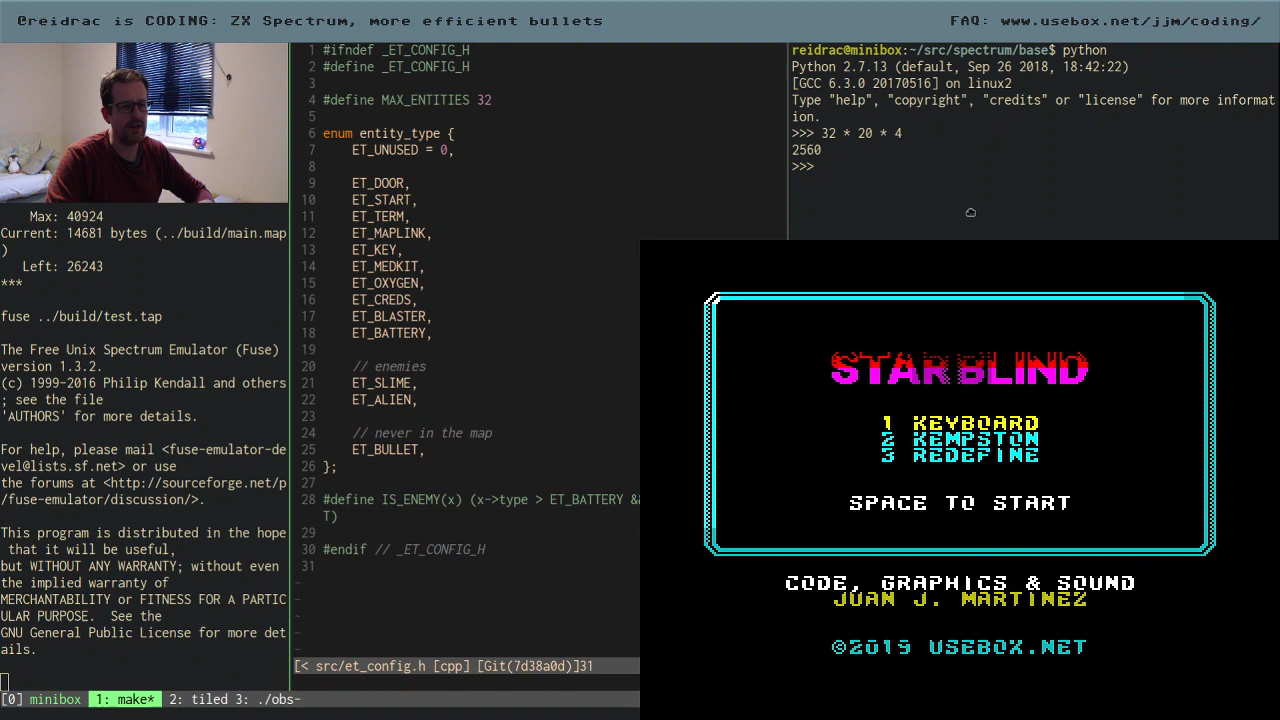 @reidrac is CODING: ZX Spectrum, more efficient bullets
FAQ: www.usebox.net/jjm/coding/
Max: 40924
Current: 14681 bytes (../build/main.map
)
Left: 26243
***
fuse ../build/test.tap
The Free Unix Spectrum Emulator (Fuse)
version 1.3.2.
(c) 1999-2016 Philip Kendall and others
; see the file
'AUTHORS' for more details.
For help, please mail <fuse-emulator-de
vel@lists.sf.net> or use
the forums at <http://sourceforge.net/p
/fuse-emulator/discussion/>.
This program is distributed in the hope
that it will be useful,
but WITHOUT ANY WARRANTY; without even
the implied warranty of
MERCHANTABILITY or FITNESS FOR A PARTIC
ULAR PURPOSE.  See the
GNU General Public License for more det
ails.
[0] minibox 1: make* 2: tiled 3: ./obs-
1 #ifndef _ET_CONFIG_H
2 #define _ET_CONFIG_H
3
4 #define MAX_ENTITIES 32
5
6 enum entity_type {
7 ET_UNUSED = 0,
8
9 ET_DOOR,
10 ET_START,
11 ET_TERM,
12 ET_MAPLINK,
13 ET_KEY,
14 ET_MEDKIT,
15 ET_OXYGEN,
16 ET_CREDS,
17 ET_BLASTER,
18 ET_BATTERY,
19
20 // enemies
21 ET_SLIME,
22 ET_ALIEN,
23
24 // never in the map
25 ET_BULLET,
26 };
27
28 #define IS_ENEMY(x) (x->type > ET_BATTERY &
T)
29
30 #endif // _ET_CONFIG_H
31
~
~
~
~
~
[< src/et_config.h [cpp] [Git(7d38a0d)]31
reidrac@minibox:~/src/spectrum/base$ python
Python 2.7.13 (default, Sep 26 2018, 18:42:22)
[GCC 6.3.0 20170516] on linux2
Type "help", "copyright", "credits" or "license" for more informat
ion.
>>> 32 * 20 * 4
2560
>>>
STARBLIND
1 KEYBOARD
2 KEMPSTON
3 REDEFINE
SPACE TO START
CODE, GRAPHICS & SOUND
JUAN J. MARTINEZ
©2019 USEBOX.NET